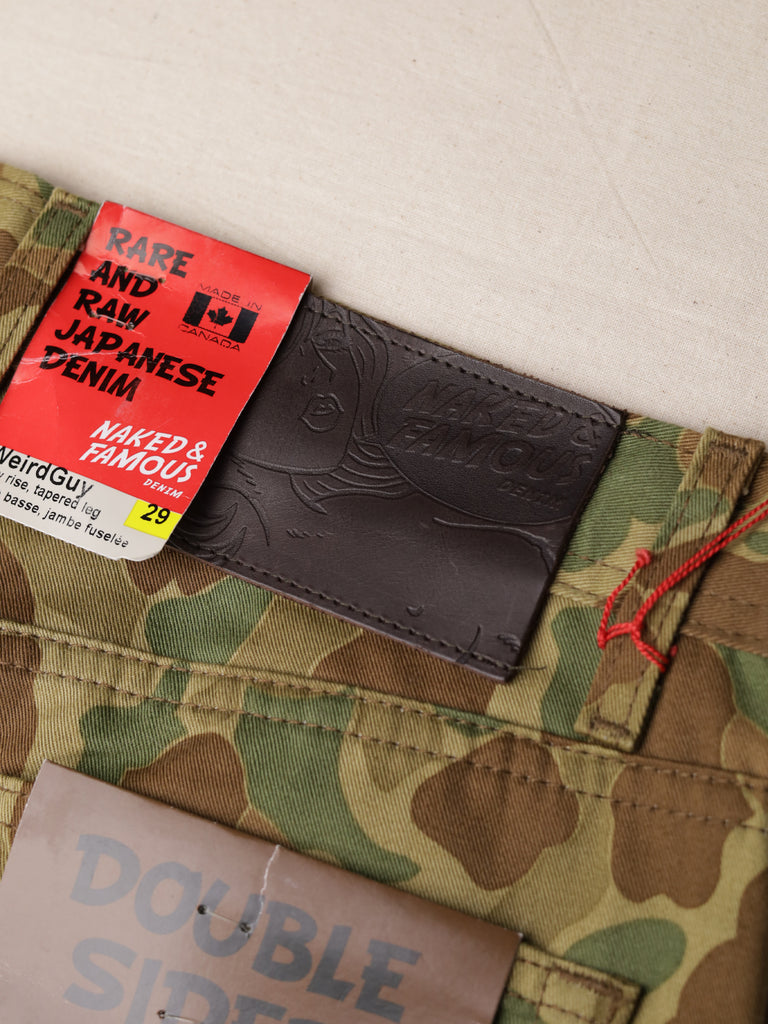 RARE
AND
RAW
JAPANESE
DENIM
MADE IN
CANADA
NAKED &
FAMOUS
DENIM
WeirdGuy
rise, tapered leg
basse, jambe fuselée
29
NAKED &
FAMOUS
DENIM
DOUBLE